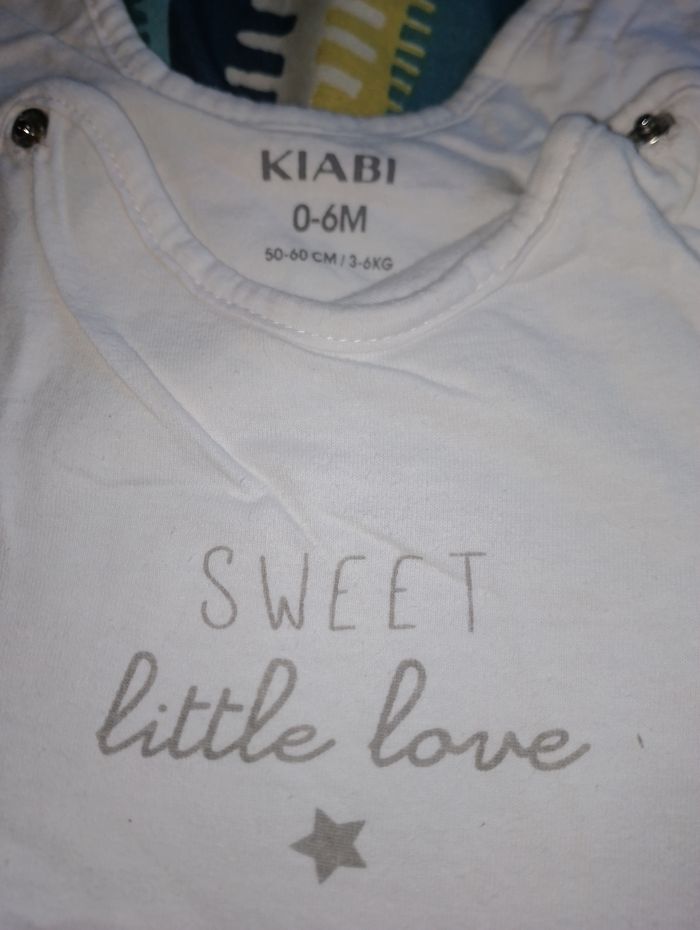 KIABI
0-6M
50-60 CM / 3-6KG
SWEET
little love